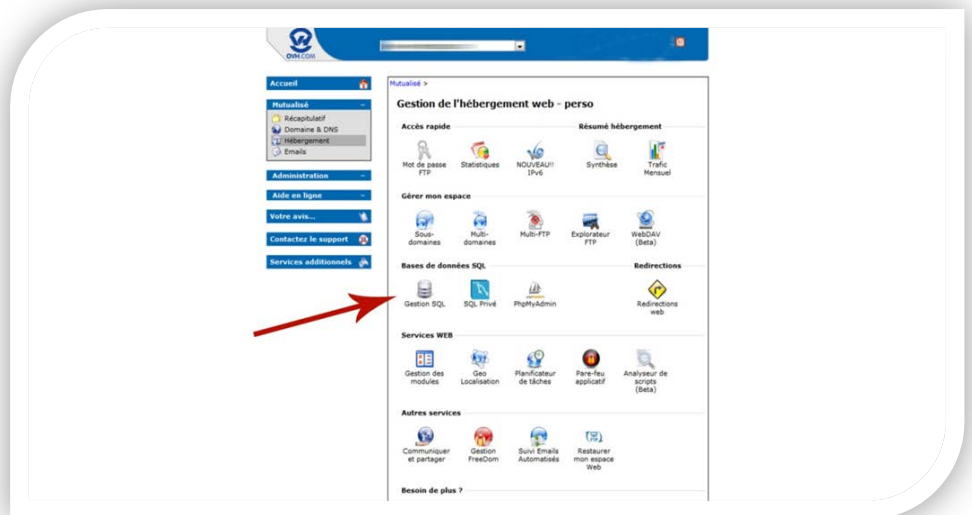 OVH.COM
Accueil
Mutualisé
Récapitulatif
Domaine & DNS
Hébergement
Emails
Administration
Aide en ligne
Votre avis...
Contactez le support
Services additionnels
Mutualisé >
Gestion de l'hébergement web - perso
Accès rapide
Résumé hébergement
Mot de passe
FTP
Statistiques
NOUVEAU!!
IPv6
Synthèse
Trafic
Mensuel
Gérer mon espace
Sous-
domaines
Multi-
domaines
Multi-FTP
Explorateur
FTP
WebDAV
(Beta)
Bases de données SQL
Redirections
Gestion SQL
SQL Privé
PhpMyAdmin
Redirections
web
Services WEB
Gestion des
modules
Geo
Localisation
Planificateur
de tâches
Pare-feu
applicatif
Analyseur de
scripts
(Beta)
Autres services
Communiquer
et partager
Gestion
FreeDom
Suivi Emails
Automatisés
Restaurer
mon espace
Web
Besoin de plus ?